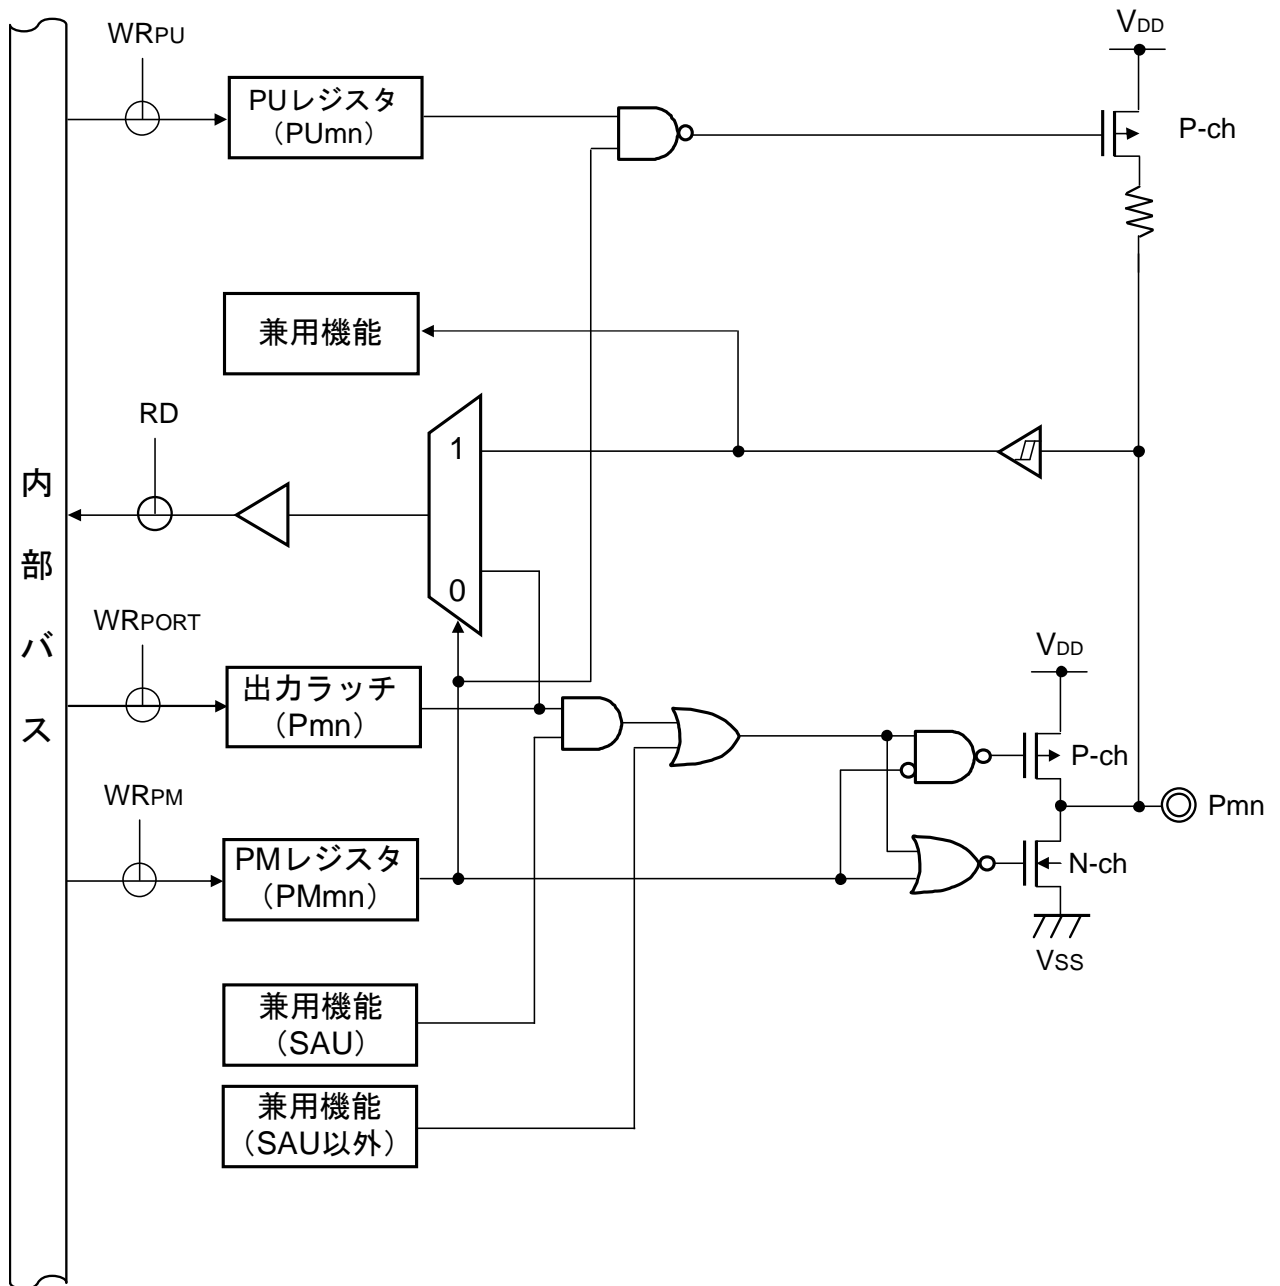 WRPU
VDD
PUレジスタ
（PUmn）
P-ch
兼用機能
RD
1
内部バス
0
WRPORT
VDD
出力ラッチ
（Pmn）
P-ch
WRPM
Pmn
PMレジスタ
（PMmn）
N-ch
VSS
兼用機能
（SAU）
兼用機能
（SAU以外）